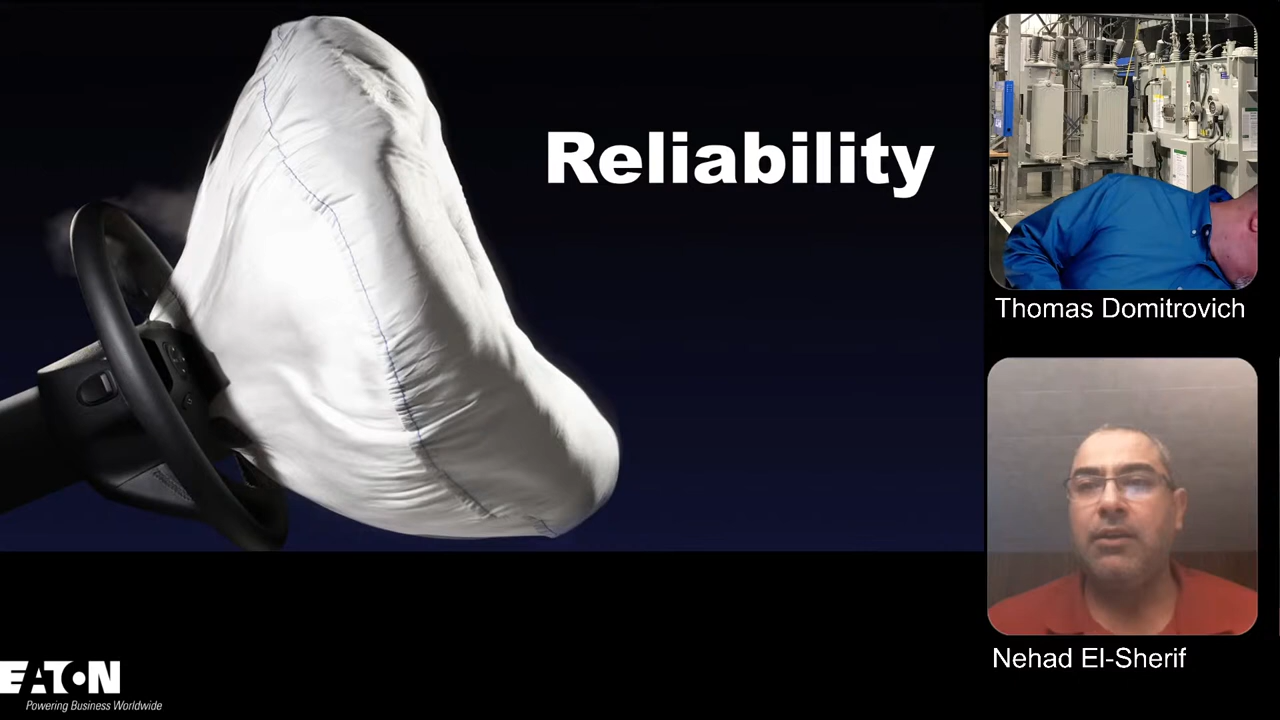 Reliability
Thomas Domitrovich
Nehad El-Sherif
EATON
Powering Business Worldwide